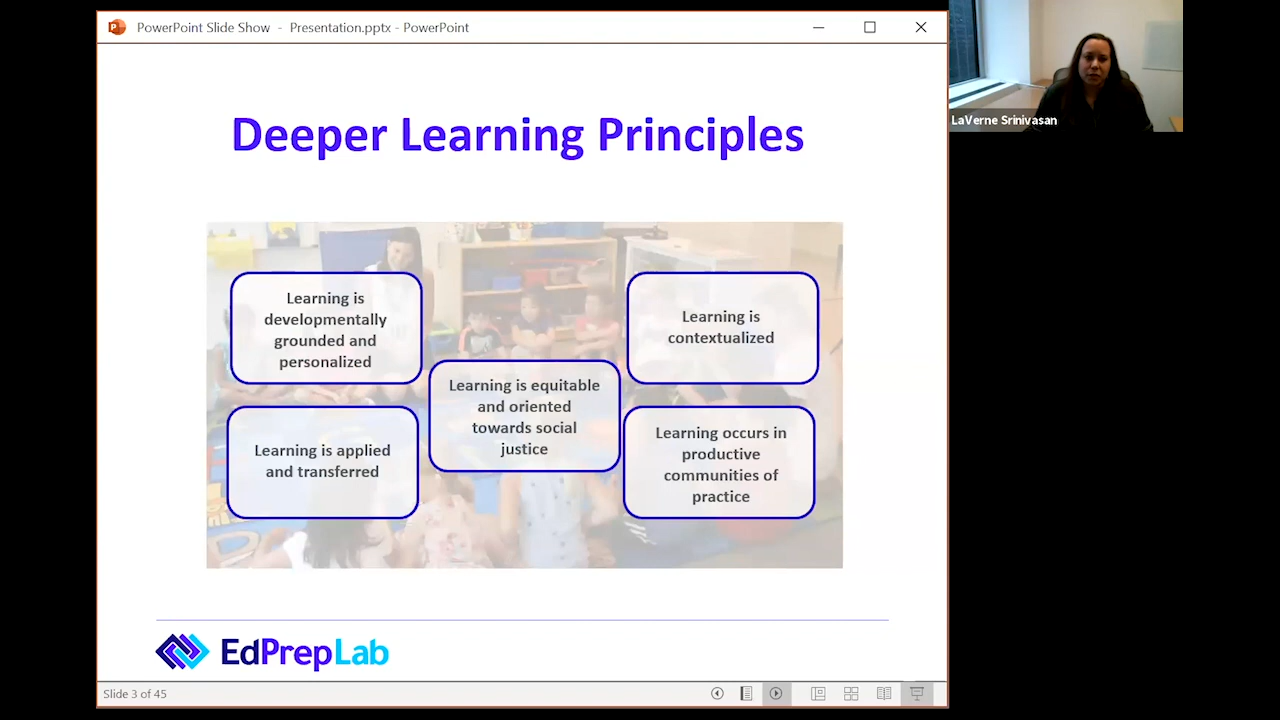 PowerPoint Slide Show - Presentation.pptx - PowerPoint
LaVerne Srinivasan
Deeper Learning Principles
Learning is
developmentally
grounded and
personalized
Learning is
contextualized
Learning is equitable
and oriented
towards social
justice
Learning is applied
and transferred
Learning occurs in
productive
communities of
practice
EdPrepLab
Slide 3 of 45